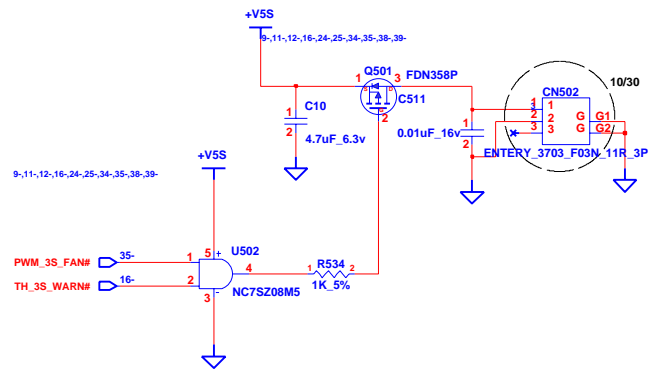 +V5S
9-,11-,12-,16-,24-,25-,34-,35-,38-,39-
Q501
1
3
FDN358P
S
D
G
2
C511
C10
1
2
4.7uF_6.3v
1
2
0.01uF_16v
10/30
CN502
1 1
2 2
3 3
G G1
G G2
ENTERY_3703_F03N_11R_3P
+V5S
9-,11-,12-,16-,24-,25-,34-,35-,38-,39-
5 +
U502
PWM_3S_FAN# 35- 1
TH_3S_WARN# 16- 2
4
3 -
NC7SZ08M5
R534
1 2
1K_5%